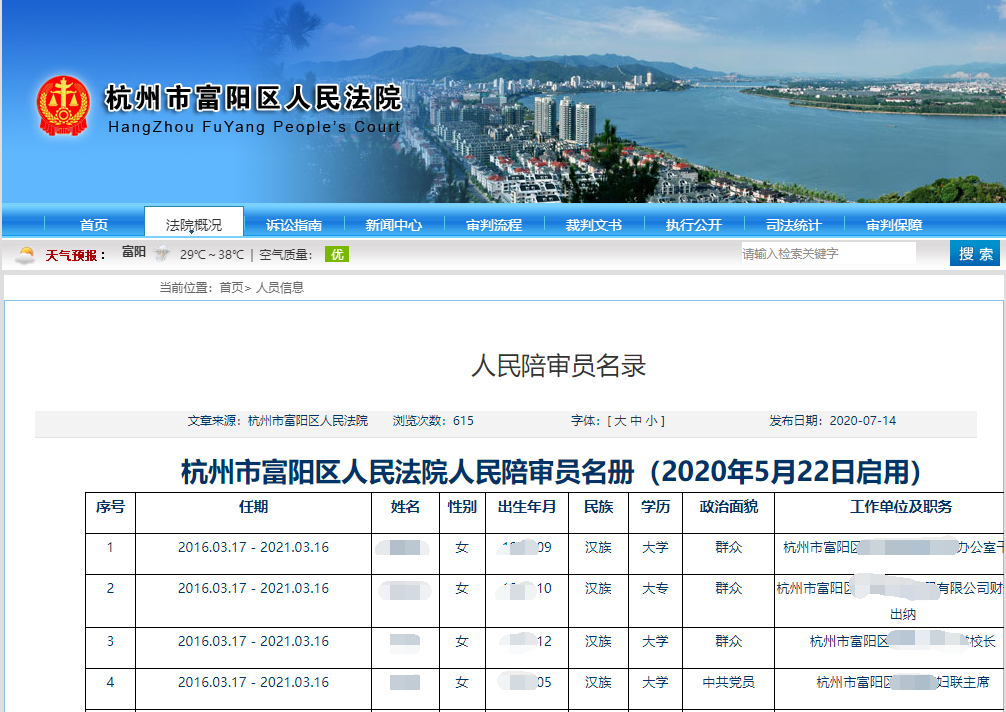 杭州市富阳区人民法院
HangZhou FuYang People's Court
首页 法院概况 诉讼指南 新闻中心 审判流程 裁判文书 执行公开 司法统计 审判保障
天气预报： 富阳 29℃～38℃ | 空气质量： 优 请输入检索关键字 搜 索
当前位置：首页> 人员信息
人民陪审员名录
文章来源：杭州市富阳区人民法院 浏览次数：615 字体：[ 大 中 小 ] 发布日期：2020-07-14
杭州市富阳区人民法院人民陪审员名册（2020年5月22日启用）
序号 任期 姓名 性别 出生年月 民族 学历 政治面貌 工作单位及职务
1 2016.03.17 - 2021.03.16 女 09 汉族 大学 群众 杭州市富阳区 办公室干
2 2016.03.17 - 2021.03.16 女 10 汉族 大专 群众 杭州市富阳区 有限公司财
出纳
3 2016.03.17 - 2021.03.16 女 12 汉族 大学 群众 杭州市富阳区 校长
4 2016.03.17 - 2021.03.16 女 05 汉族 大学 中共党员 杭州市富阳区 妇联主席